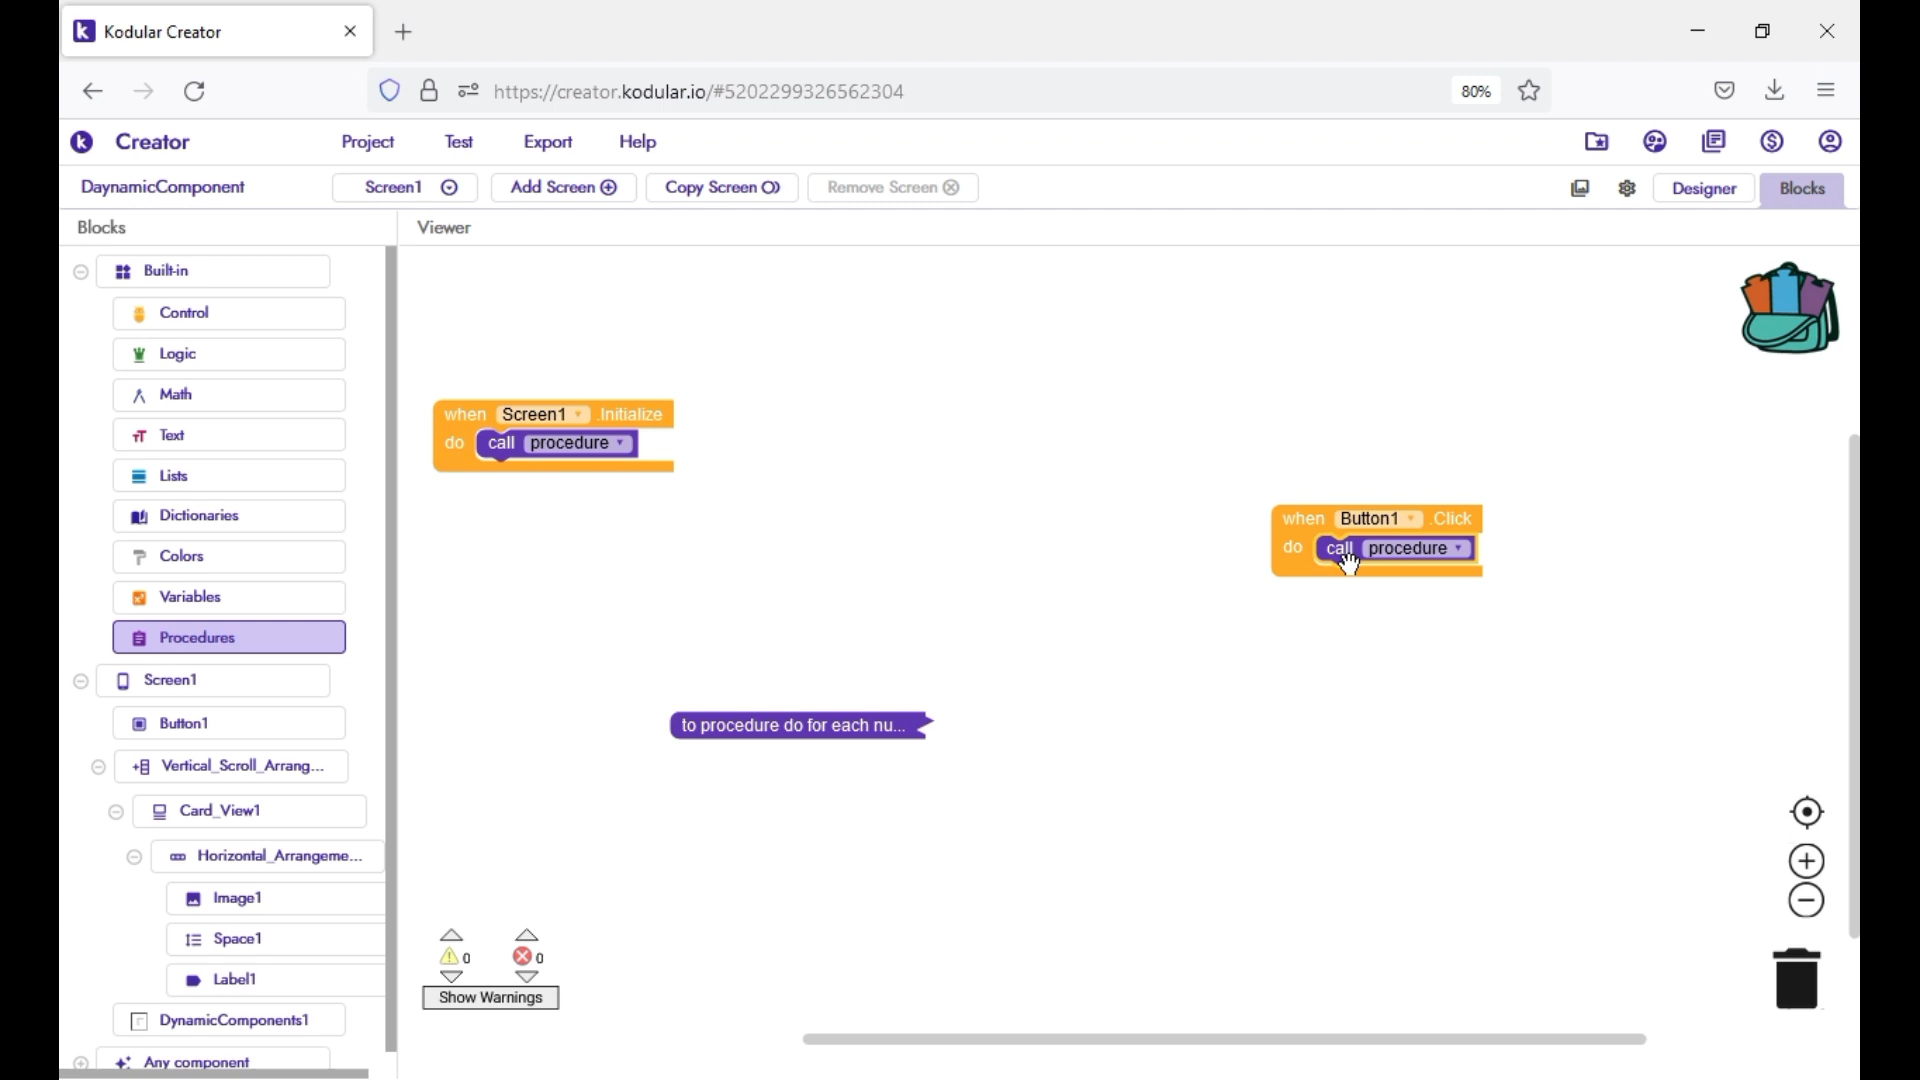 Kodular Creator
https://creator.kodular.io/#5202299326562304
80%
Creator
Project
Test
Export
Help
DaynamicComponent
Screen1
Add Screen
Copy Screen
Remove Screen
Designer
Blocks
Blocks
Viewer
Built-in
Control
Logic
Math
Text
Lists
Dictionaries
Colors
Variables
Procedures
Screen1
Button1
Vertical_Scroll_Arrang...
Card_View1
Horizontal_Arrangeme...
Image1
Space1
Label1
DynamicComponents1
Any component
when Screen1 .Initialize
do call procedure
when Button1 .Click
do call procedure
to procedure do for each nu...
0
0
Show Warnings